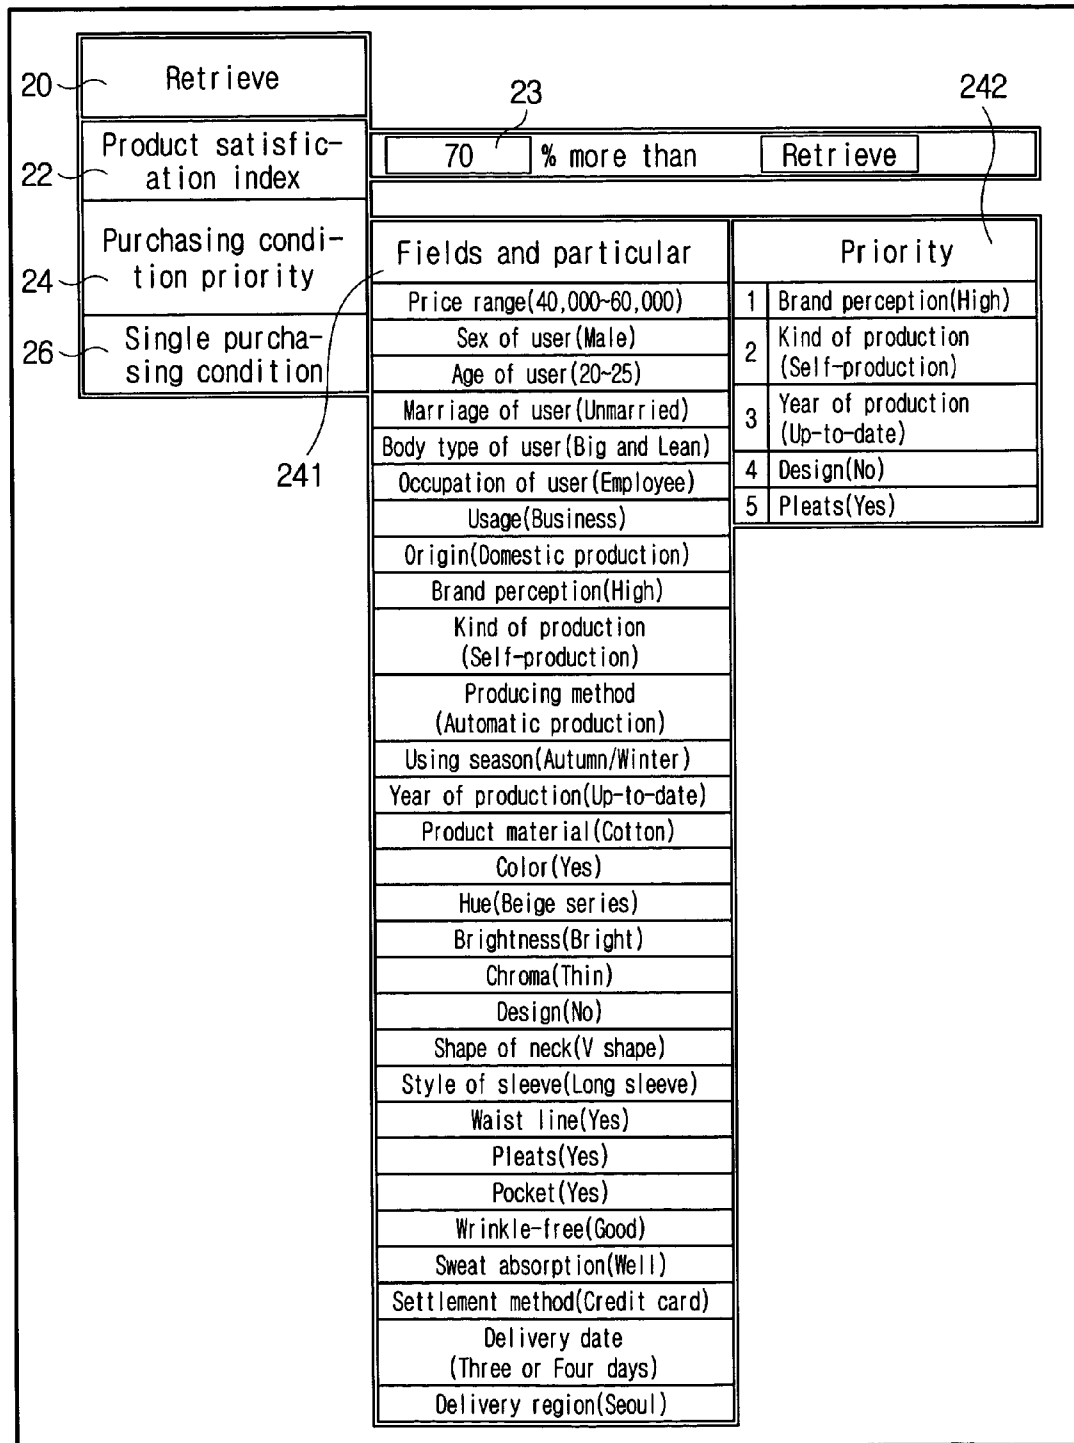 20
Retrieve
22
Product satisfic-
ation index
24
Purchasing condi-
tion priority
26
Single purcha-
sing condition
23
242
70 % more than Retrieve
241
Fields and particular
Price range(40,000~60,000)
Sex of user(Male)
Age of user(20~25)
Marriage of user(Unmarried)
Body type of user(Big and Lean)
Occupation of user(Employee)
Usage(Business)
Origin(Domestic production)
Brand perception(High)
Kind of production
(Self-production)
Producing method
(Automatic production)
Using season(Autumn/Winter)
Year of production(Up-to-date)
Product material(Cotton)
Color(Yes)
Hue(Beige series)
Brightness(Bright)
Chroma(Thin)
Design(No)
Shape of neck(V shape)
Style of sleeve(Long sleeve)
Waist line(Yes)
Pleats(Yes)
Pocket(Yes)
Wrinkle-free(Good)
Sweat absorption(Well)
Settlement method(Credit card)
Delivery date
(Three or Four days)
Delivery region(Seoul)
Priority
1 Brand perception(High)
2 Kind of production
(Self-production)
3 Year of production
(Up-to-date)
4 Design(No)
5 Pleats(Yes)